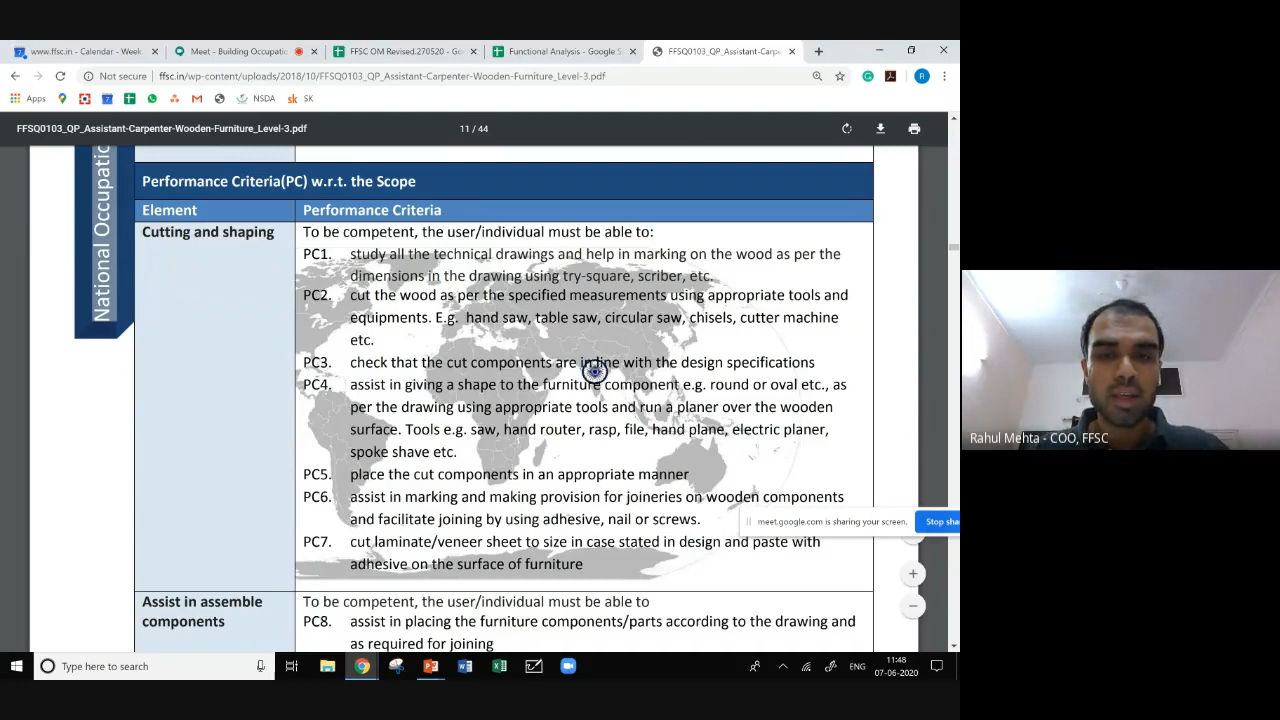 www.ffsc.in - Calendar - Week
Meet - Building Occupati
FFSC OM Revised.270520 - Go
Functional Analysis - Google S
FFSQ0103_QP_Assistant-Carpe
Not secure
ffsc.in/wp-content/uploads/2018/10/FFSQ0103_QP_Assistant-Carpenter-Wooden-Furniture_Level-3.pdf
R
Apps
NSDA
sk SK
FFSQ0103_QP_Assistant-Carpenter-Wooden-Furniture_Level-3.pdf
11 / 44
National Occupatio
Performance Criteria(PC) w.r.t. the Scope
Element
Performance Criteria
Cutting and shaping
To be competent, the user/individual must be able to:
PC1. study all the technical drawings and help in marking on the wood as per the
dimensions in the drawing using try-square, scriber, etc.
PC2. cut the wood as per the specified measurements using appropriate tools and
equipments. E.g. hand saw, table saw, circular saw, chisels, cutter machine
etc.
PC3. check that the cut components are in line with the design specifications
PC4. assist in giving a shape to the furniture component e.g. round or oval etc., as
per the drawing using appropriate tools and run a planer over the wooden
surface. Tools e.g. saw, hand router, rasp, file, hand plane, electric planer,
spoke shave etc.
PC5. place the cut components in an appropriate manner
PC6. assist in marking and making provision for joineries on wooden components
and facilitate joining by using adhesive, nail or screws.
PC7. cut laminate/veneer sheet to size in case stated in design and paste with
adhesive on the surface of furniture
Assist in assemble
components
To be competent, the user/individual must be able to
PC8. assist in placing the furniture components/parts according to the drawing and
as required for joining
meet.google.com is sharing your screen.
Stop sha
Rahul Mehta - COO, FFSC
Type here to search
ENG
11:48
07-06-2020